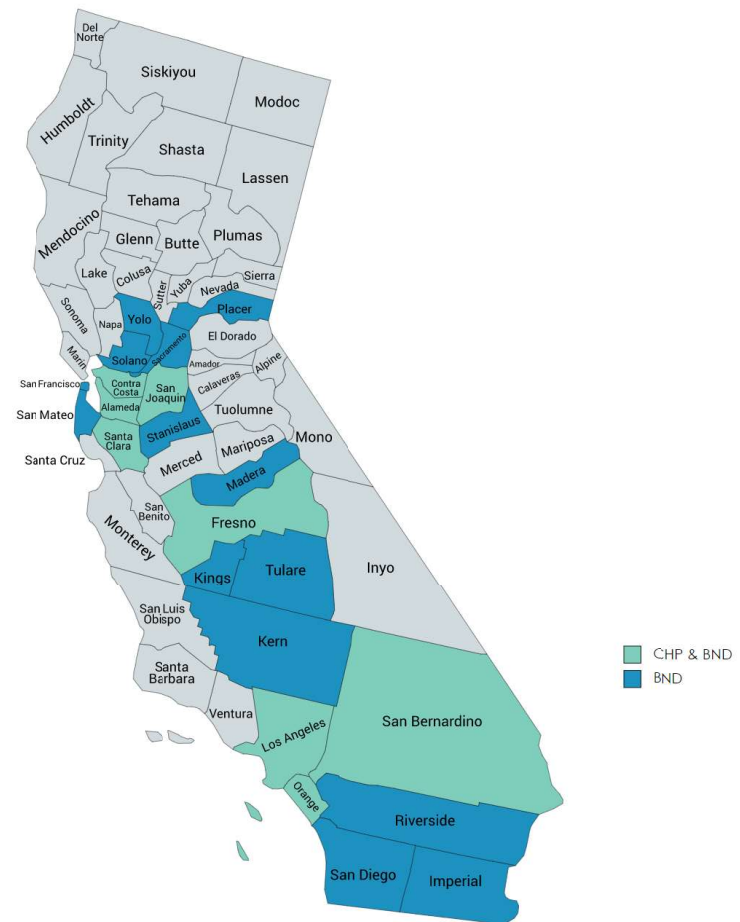 Del
Norte
Siskiyou
Modoc
Humboldt
Trinity
Shasta
Lassen
Tehama
Mendocino
Glenn
Butte
Plumas
Lake
Colusa
Sutter
Yuba
Nevada
Sierra
Sonoma
Napa
Yolo
Placer
El Dorado
Marin
Solano
Sacramento
Amador
Alpine
San Francisco
Contra
Costa
San
Joaquin
Calaveras
Alameda
Tuolumne
San Mateo
Stanislaus
Mono
Santa
Clara
Merced
Mariposa
Santa Cruz
Madera
San
Benito
Fresno
Monterey
Kings
Tulare
Inyo
San Luis
Obispo
Kern
CHP & BND
BND
Santa
Barbara
Ventura
Los Angeles
San Bernardino
Orange
Riverside
San Diego
Imperial